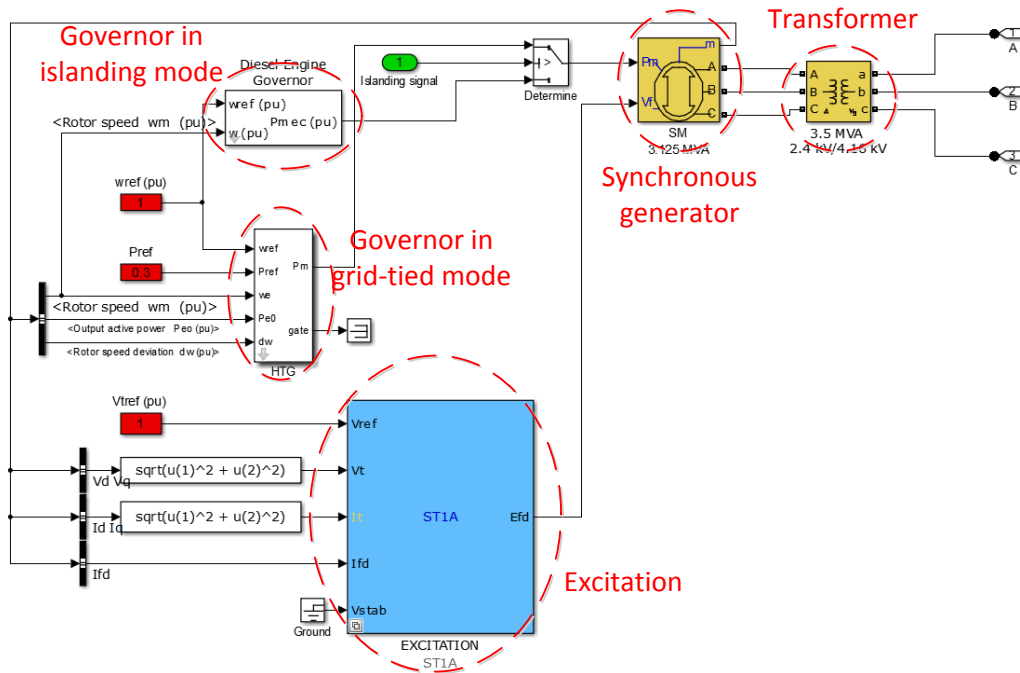 Governor in
islanding mode
Transformer
Diesel Engine
Governor
wref (pu)
Pmec (pu)
w (pu)
<Rotor speed wm (pu)>
1
Islanding signal
>
Determine
m
Pm
Vf_
A
B
C
SM
3.125 MVA
A
B
C
a
b
c
3.5 MVA
2.4 kV/4.16 kV
1
A
2
B
3
C
Synchronous
generator
wref (pu)
1
Pref
0.3
<Rotor speed wm (pu)>
<Output active power Peo (pu)>
<Rotor speed deviation dw (pu)>
wref
Pref
we
Pe0
dw
Pm
gate
HTG
Governor in
grid-tied mode
Vtref (pu)
1
Vd Vq
sqrt(u(1)^2 + u(2)^2)
Id Iq
sqrt(u(1)^2 + u(2)^2)
Ifd
Ground
Vref
Vt
It
Ifd
Vstab
ST1A
Efd
EXCITATION
ST1A
Excitation